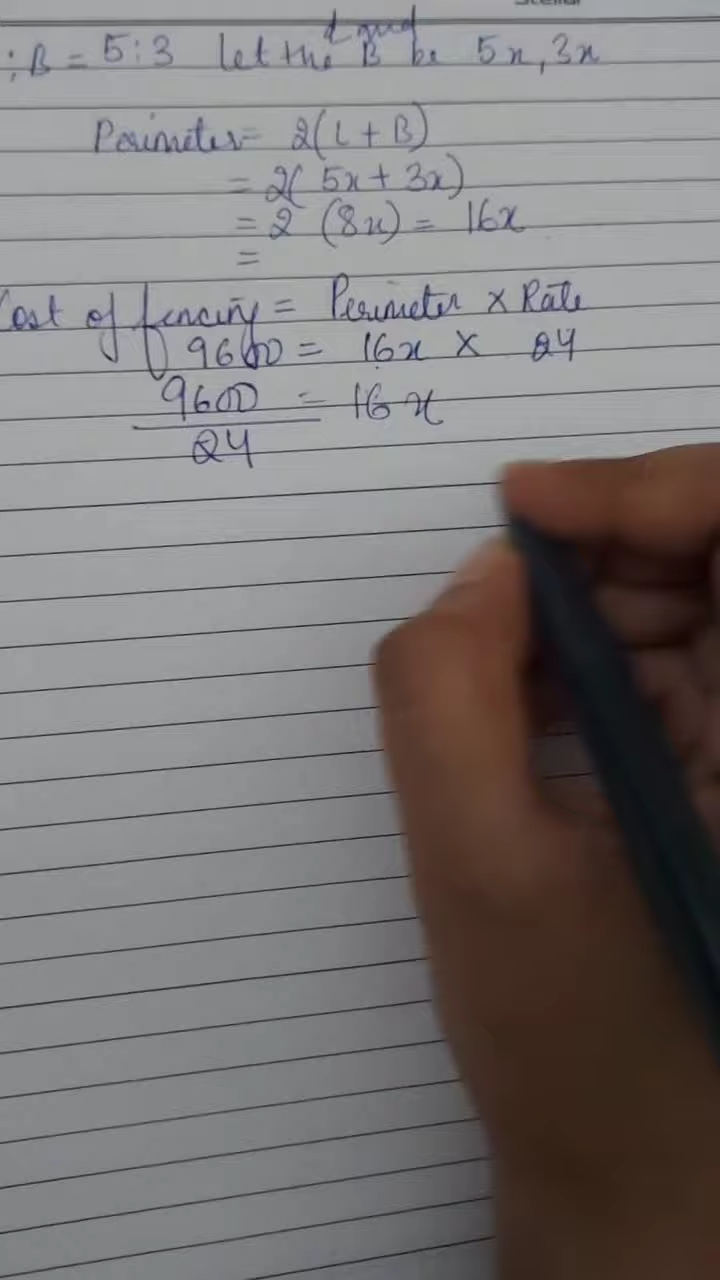 : B = 5 : 3 let the L and B be 5x, 3x
Perimeter = 2(L + B)
= 2( 5x + 3x)
= 2 (8x) = 16x
=
Cost of fencing = Perimeter × Rate
9600 = 16x × 24
9600 = 16x
24